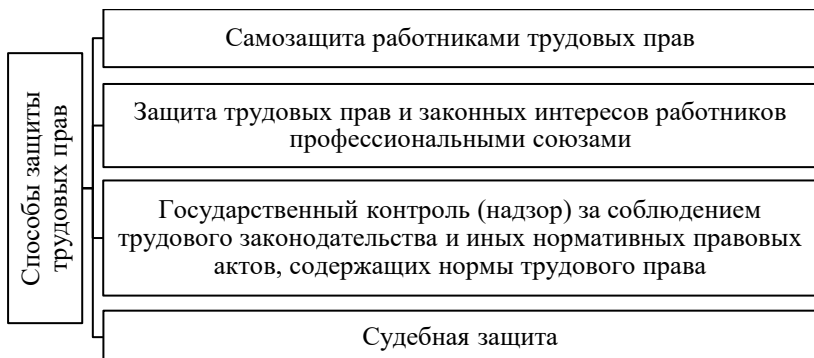 Способы защиты
трудовых прав
Самозащита работниками трудовых прав
Защита трудовых прав и законных интересов работников
профессиональными союзами
Государственный контроль (надзор) за соблюдением
трудового законодательства и иных нормативных правовых
актов, содержащих нормы трудового права
Судебная защита